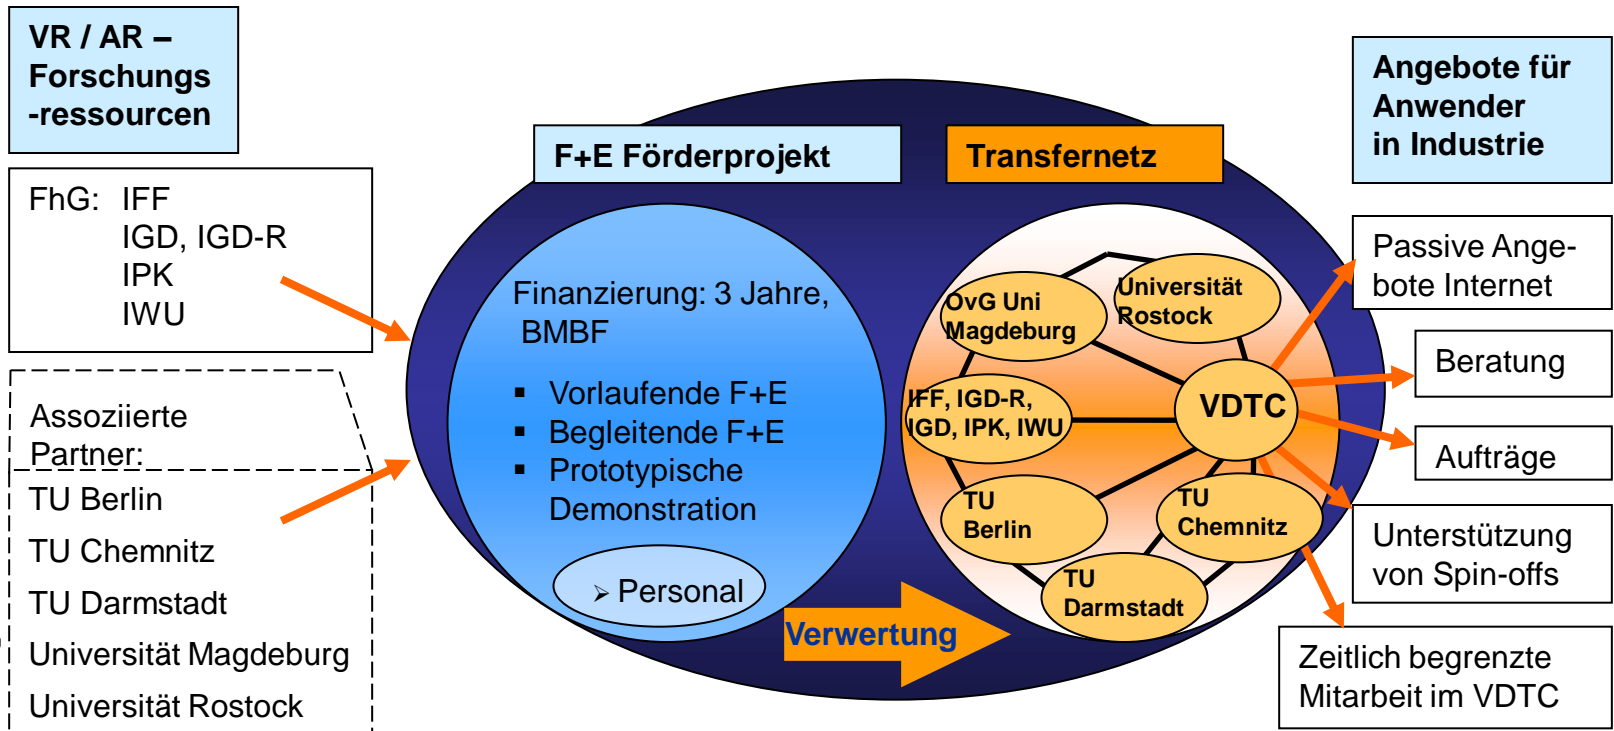 VR / AR –
Forschungs
-ressourcen
FhG: IFF
IGD, IGD-R
IPK
IWU
Assoziierte
Partner:
TU Berlin
TU Chemnitz
TU Darmstadt
Universität Magdeburg
Universität Rostock
F+E Förderprojekt
Finanzierung: 3 Jahre,
BMBF
▪ Vorlaufende F+E
▪ Begleitende F+E
▪ Prototypische
Demonstration
➢ Personal
Verwertung
Transfernetz
OvG Uni
Magdeburg
Universität
Rostock
IFF, IGD-R,
IGD, IPK, IWU
VDTC
TU
Berlin
TU
Chemnitz
TU
Darmstadt
Angebote für
Anwender
in Industrie
Passive Ange-
bote Internet
Beratung
Aufträge
Unterstützung
von Spin-offs
Zeitlich begrenzte
Mitarbeit im VDTC